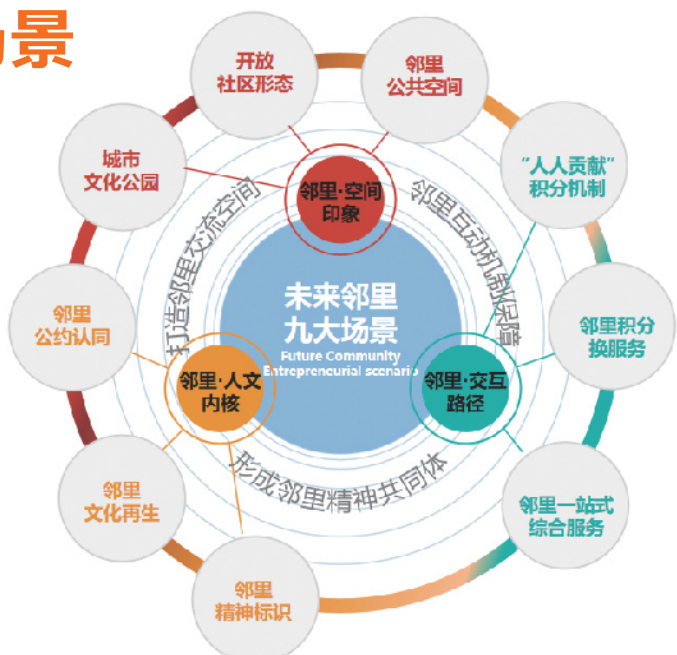 场景
开放
社区形态
邻里
公共空间
城市
文化公园
“人人贡献”
积分机制
邻里·空间
印象
打造邻里交流空间
邻里互动机制保障
未来邻里
九大场景
Future Community
Entrepreneurial scenario
邻里
公约认同
邻里积分
换服务
邻里·人文
内核
邻里·交互
路径
形成邻里精神共同体
邻里
文化再生
邻里一站式
综合服务
邻里
精神标识